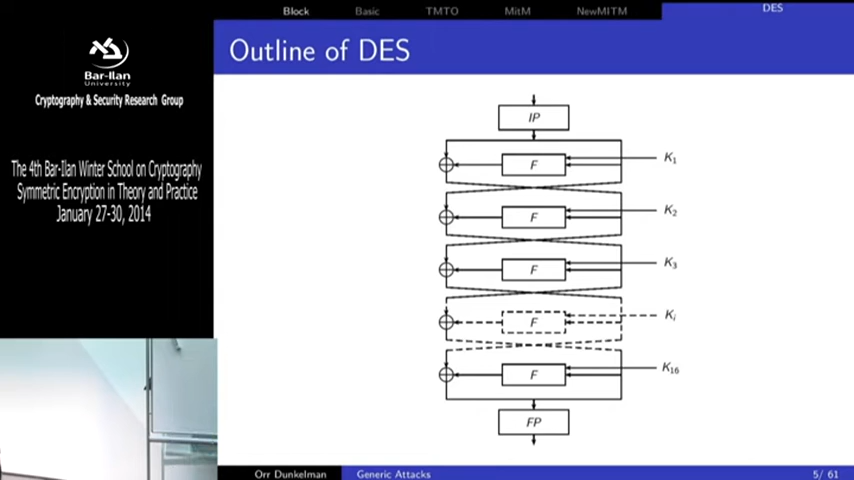 Block Basic TMTO MitM NewMITM DES
Outline of DES
Bar-Ilan
University
Cryptography & Security Research Group
The 4th Bar-Ilan Winter School on Cryptography
Symmetric Encryption in Theory and Practice
January 27-30, 2014
IP
F K₁
F K₂
F K₃
F Kᵢ
F K₁₆
FP
Orr Dunkelman Generic Attacks 5/ 61